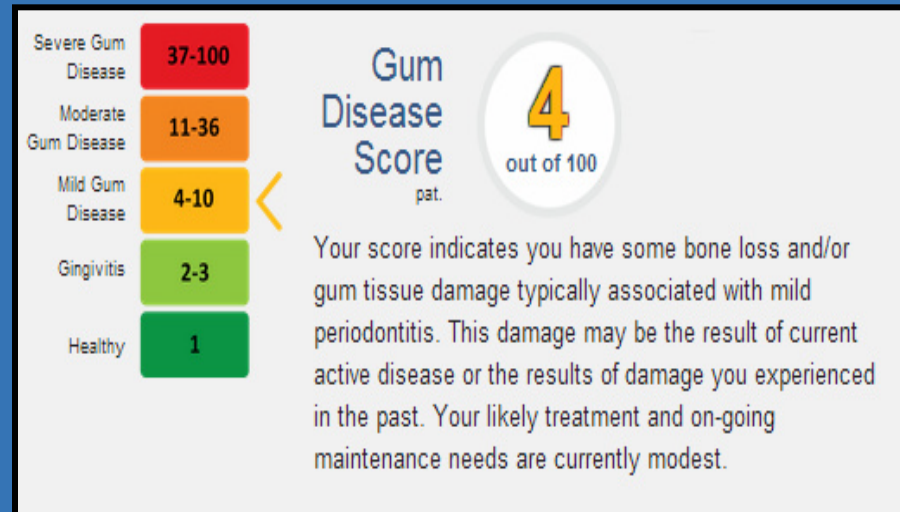 Severe Gum
Disease
37-100
Moderate
Gum Disease
11-36
Mild Gum
Disease
4-10
Gingivitis
2-3
Healthy
1
Gum
Disease
Score
pat.
4
out of 100
Your score indicates you have some bone loss and/or
gum tissue damage typically associated with mild
periodontitis. This damage may be the result of current
active disease or the results of damage you experienced
in the past. Your likely treatment and on-going
maintenance needs are currently modest.